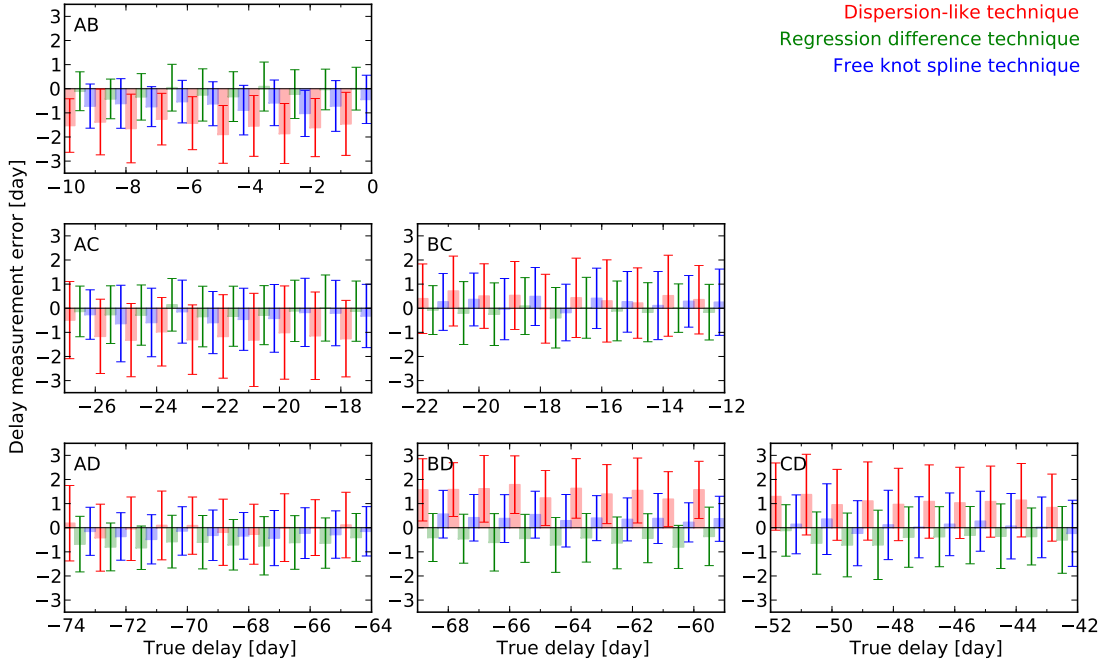 Dispersion-like technique
Regression difference technique
Free knot spline technique
Delay measurement error [day]
AB
3
2
1
0
−1
−2
−3
−10 −8 −6 −4 −2 0
AC
3
2
1
0
−1
−2
−3
−26 −24 −22 −20 −18
BC
3
2
1
0
−1
−2
−3
−22 −20 −18 −16 −14 −12
AD
3
2
1
0
−1
−2
−3
−74 −72 −70 −68 −66 −64
True delay [day]
BD
3
2
1
0
−1
−2
−3
−68 −66 −64 −62 −60
True delay [day]
CD
3
2
1
0
−1
−2
−3
−52 −50 −48 −46 −44 −42
True delay [day]